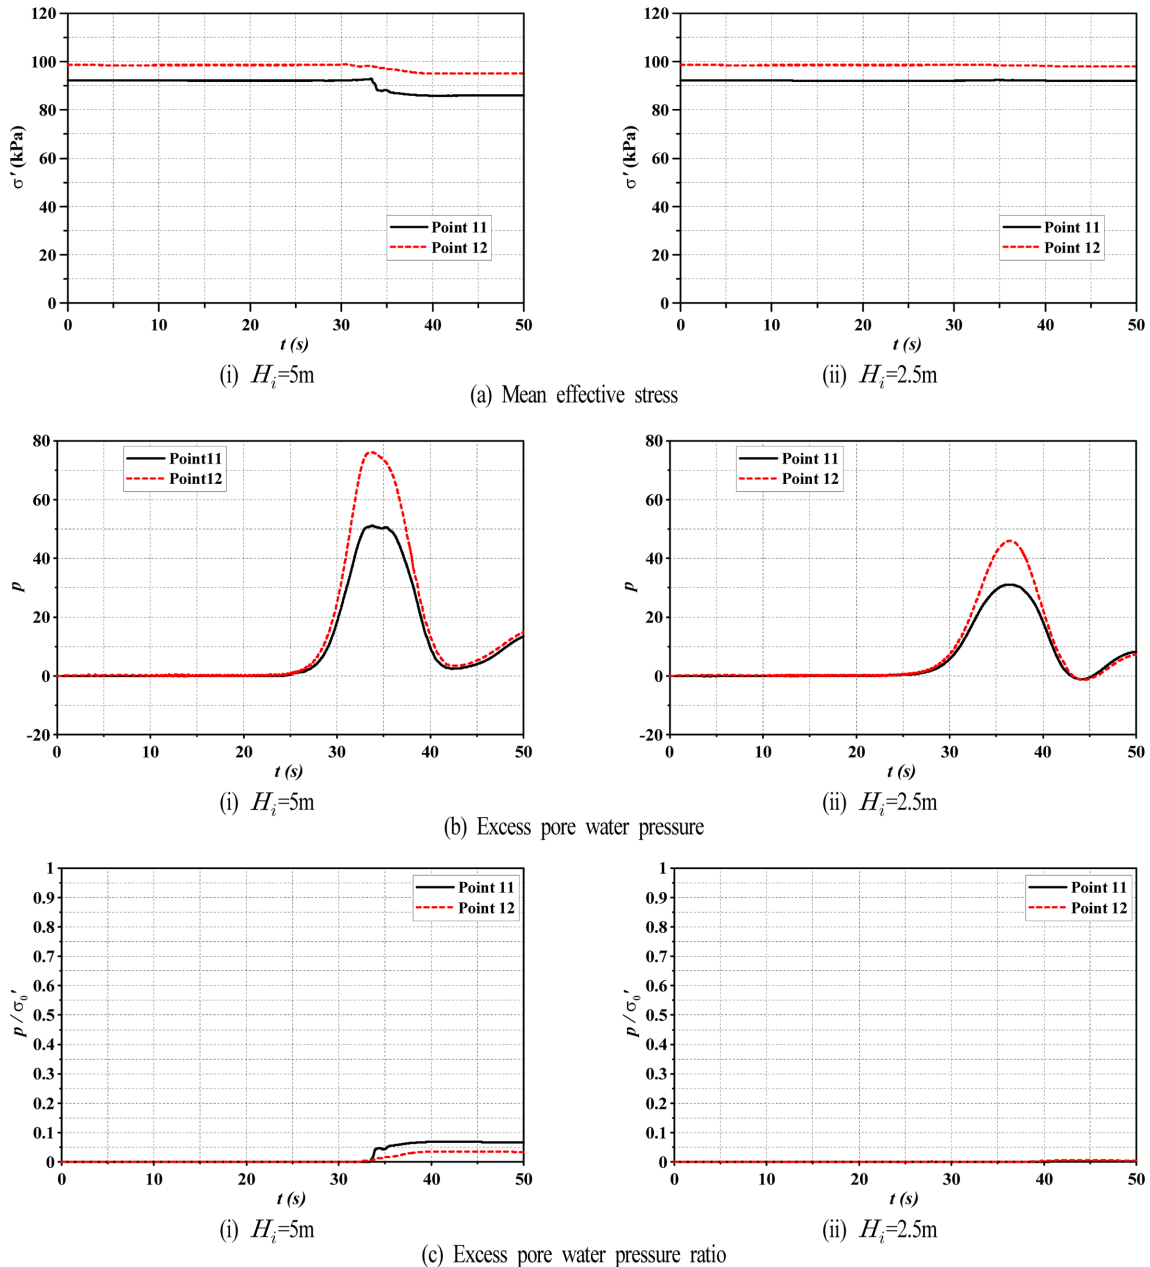 120
100
80
60
40
20
0
σ′ (kPa)
Point 11
Point 12
0 10 20 30 40 50
t (s)
(i) Hᵢ=5m
120
100
80
60
40
20
0
σ′ (kPa)
Point 11
Point 12
0 10 20 30 40 50
t (s)
(ii) Hᵢ=2.5m
(a) Mean effective stress
80
60
40
20
0
-20
p
Point11
Point12
0 10 20 30 40 50
t (s)
(i) Hᵢ=5m
80
60
40
20
0
-20
p
Point 11
Point 12
0 10 20 30 40 50
t (s)
(ii) Hᵢ=2.5m
(b) Excess pore water pressure
1
0.9
0.8
0.7
0.6
0.5
0.4
0.3
0.2
0.1
0
p / σ₀′
Point 11
Point 12
0 10 20 30 40 50
t (s)
(i) Hᵢ=5m
1
0.9
0.8
0.7
0.6
0.5
0.4
0.3
0.2
0.1
0
p / σ₀′
Point 11
Point 12
0 10 20 30 40 50
t (s)
(ii) Hᵢ=2.5m
(c) Excess pore water pressure ratio